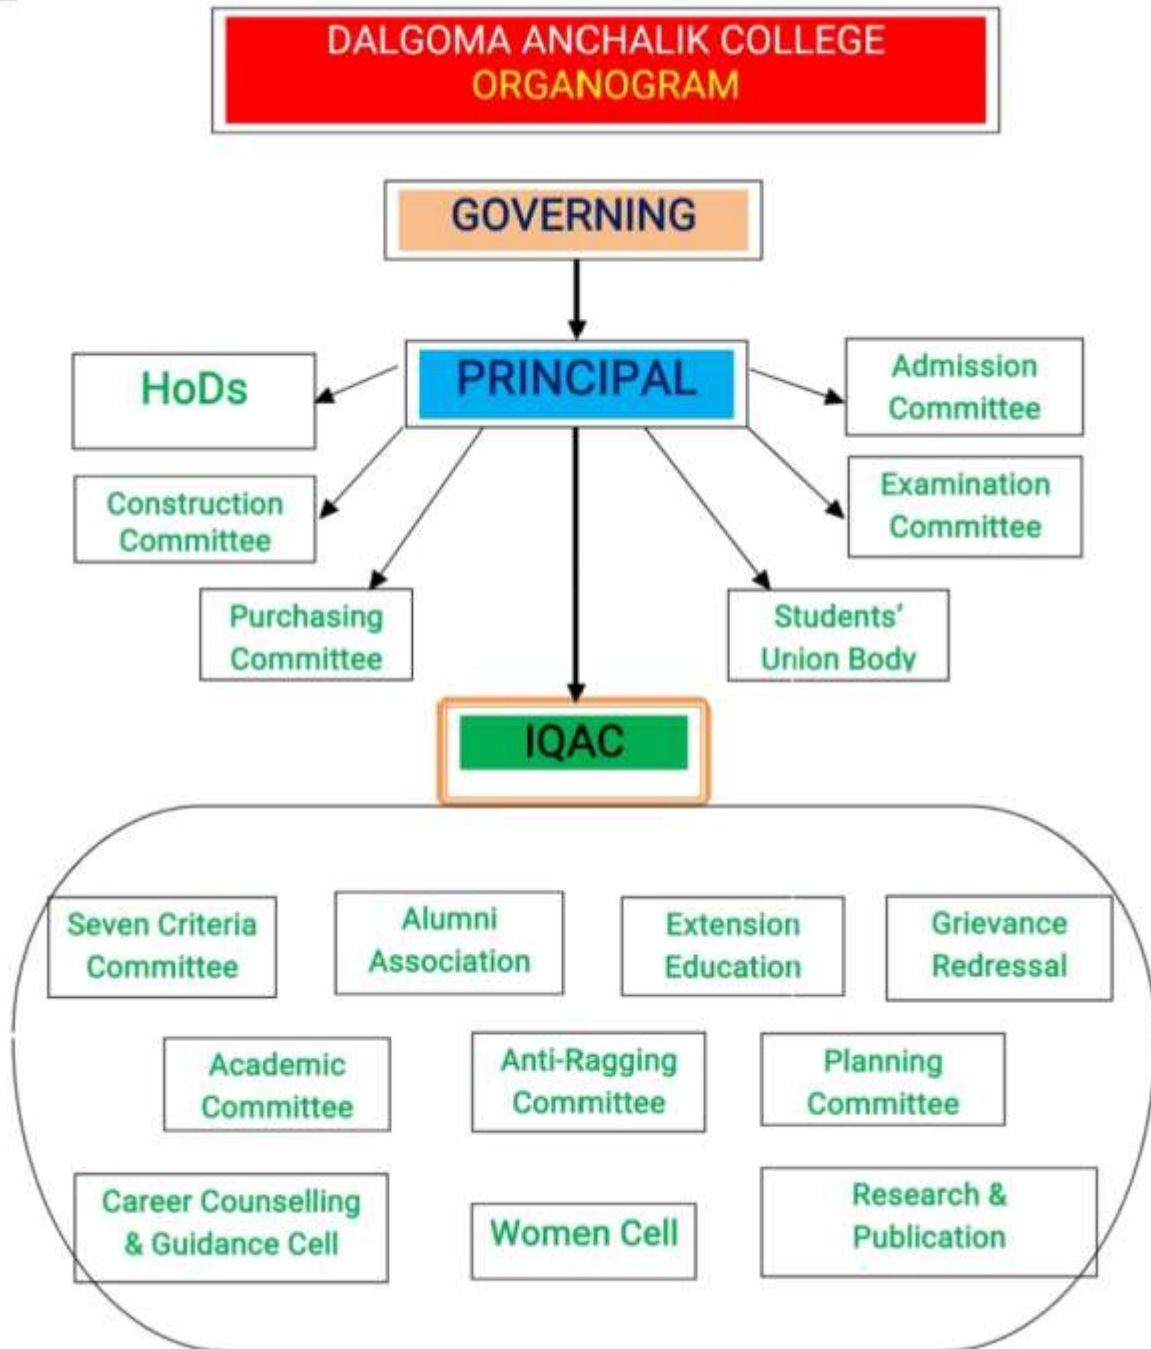 DALGOMA ANCHALIK COLLEGE
ORGANOGRAM
GOVERNING
PRINCIPAL
HoDs
Admission
Committee
Construction
Committee
Examination
Committee
Purchasing
Committee
Students’
Union Body
IQAC
Seven Criteria
Committee
Alumni
Association
Extension
Education
Grievance
Redressal
Academic
Committee
Anti-Ragging
Committee
Planning
Committee
Career Counselling
& Guidance Cell
Women Cell
Research &
Publication